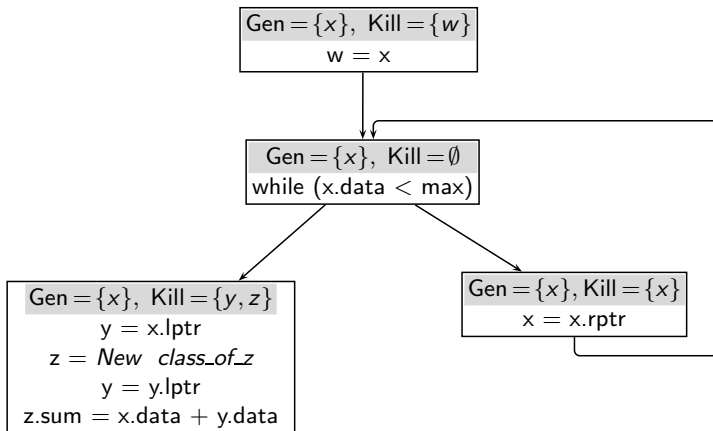 Gen = {x}, Kill = {w}
w = x
Gen = {x}, Kill = ∅
while (x.data < max)
Gen = {x}, Kill = {y, z}
y = x.lptr
z = New class_of_z
y = y.lptr
z.sum = x.data + y.data
Gen = {x}, Kill = {x}
x = x.rptr